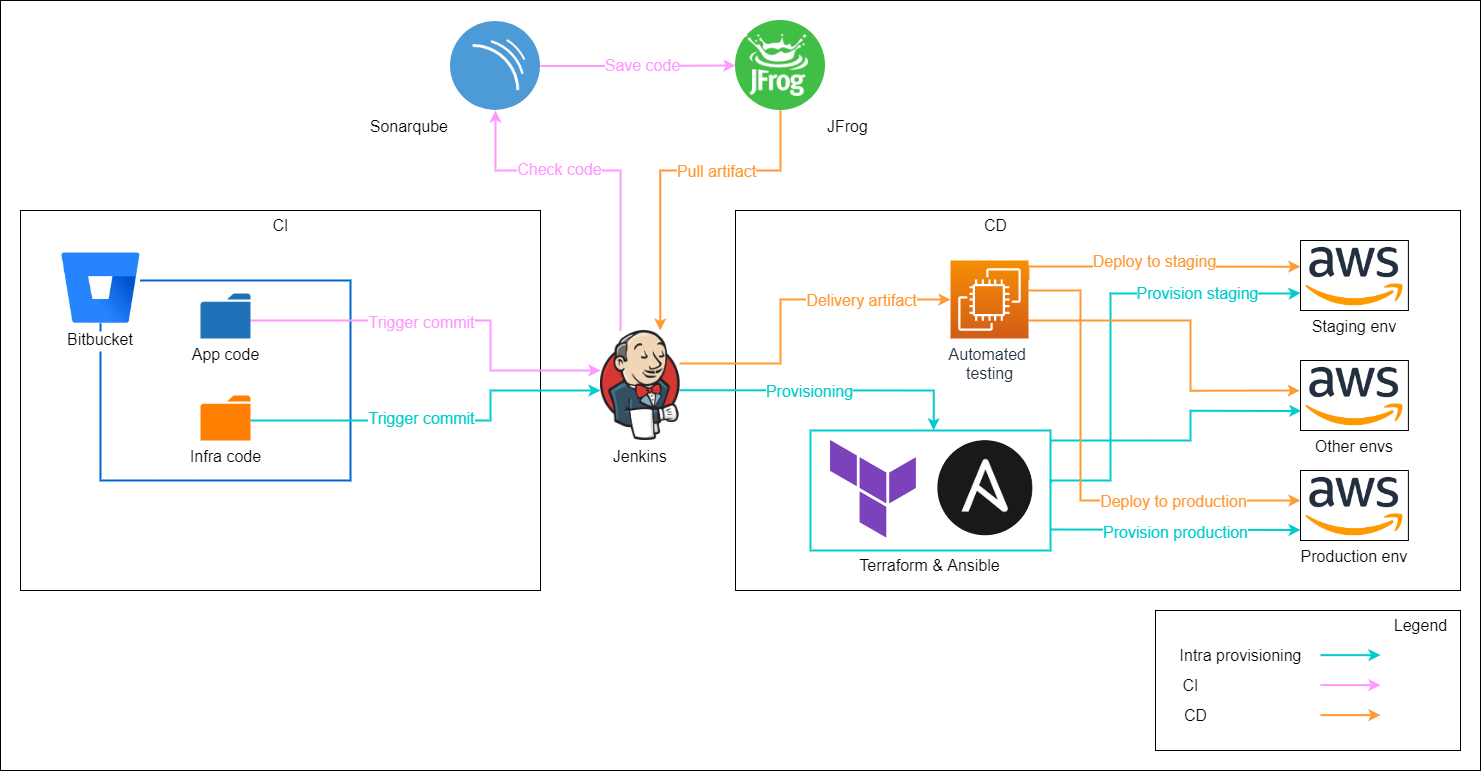 Save code
JFrog
Sonarqube
JFrog
Check code
Pull artifact
CI
CD
Bitbucket
App code
Infra code
Trigger commit
Trigger commit
Jenkins
Delivery artifact
Provisioning
Automated
testing
Terraform & Ansible
Deploy to staging
Provision staging
aws
Staging env
aws
Other envs
Deploy to production
Provision production
aws
Production env
Legend
Intra provisioning
CI
CD